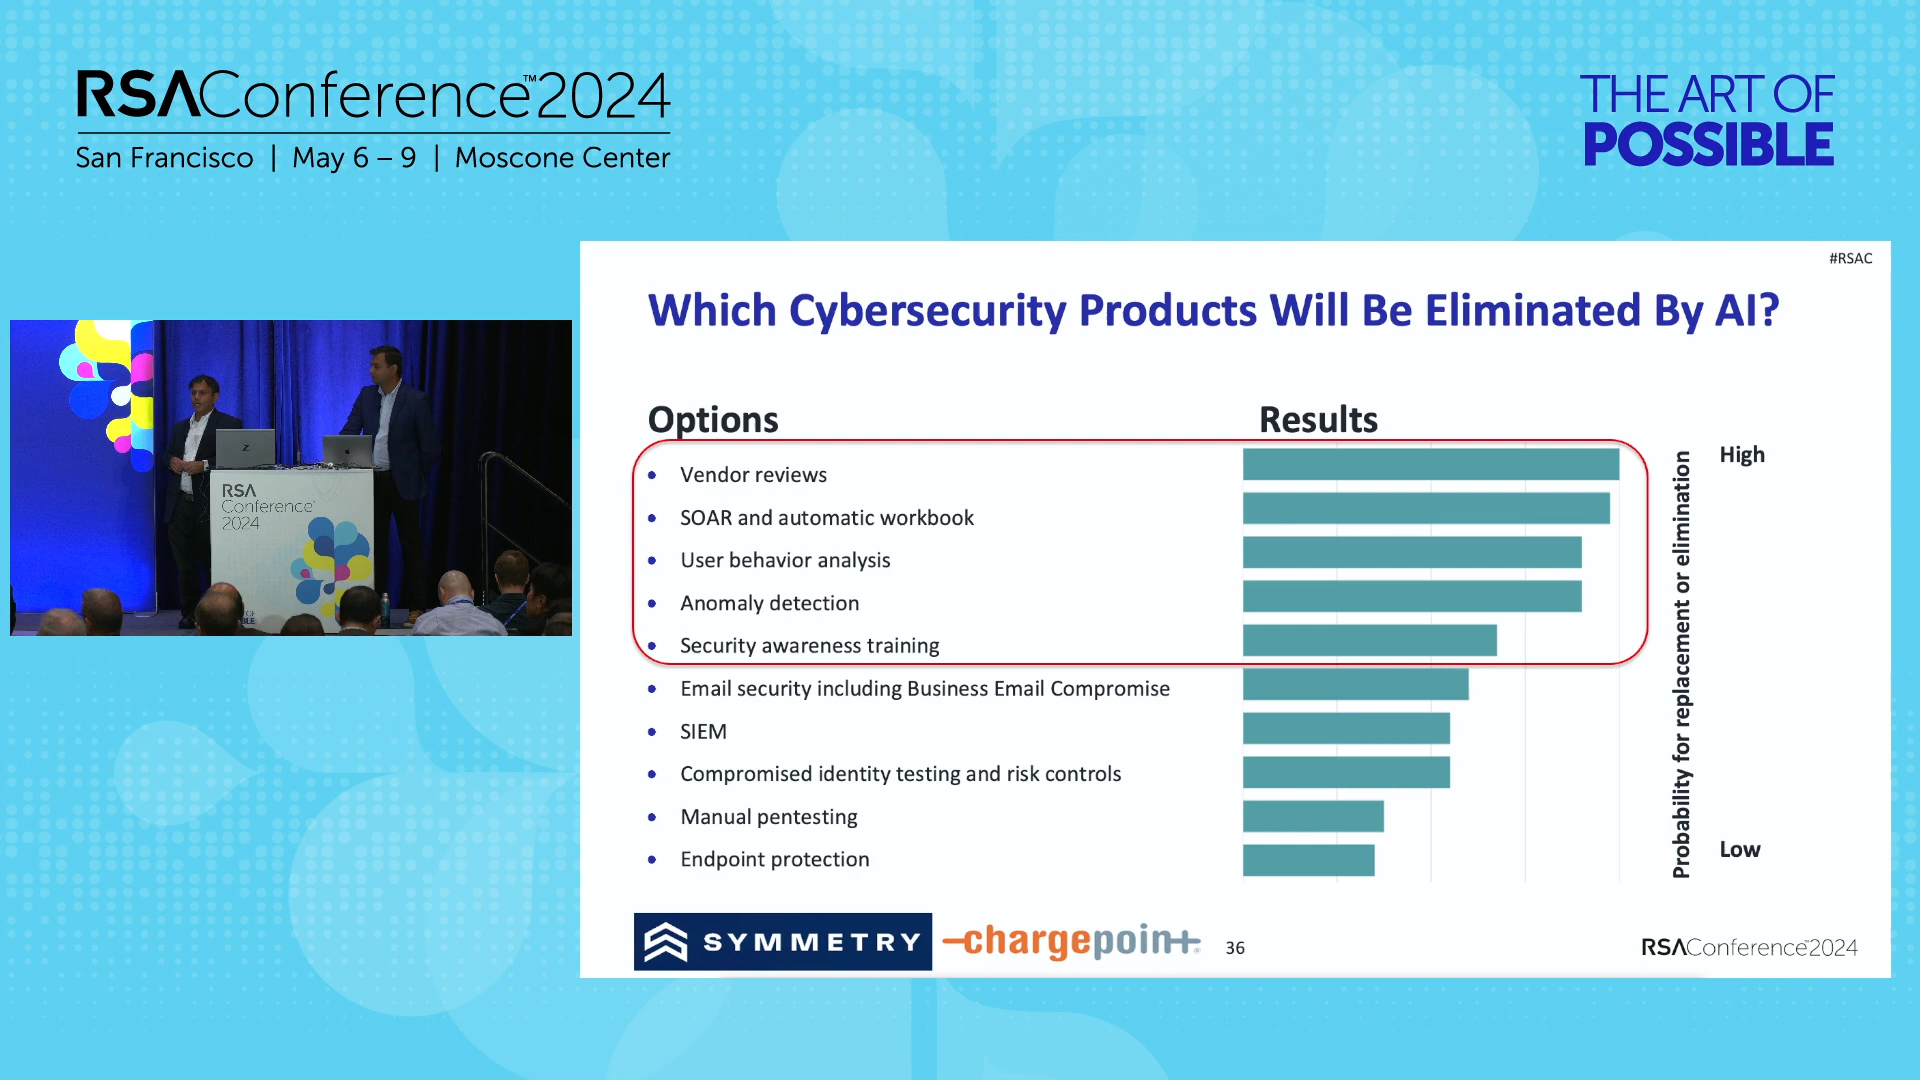 RSAConference™2024
San Francisco | May 6 – 9 | Moscone Center
THE ART OF
POSSIBLE
#RSAC
Which Cybersecurity Products Will Be Eliminated By AI?
Options
Results
• Vendor reviews
• SOAR and automatic workbook
• User behavior analysis
• Anomaly detection
• Security awareness training
• Email security including Business Email Compromise
• SIEM
• Compromised identity testing and risk controls
• Manual pentesting
• Endpoint protection
High
Probability for replacement or elimination
Low
SYMMETRY
chargepoint
36
RSAConference2024
RSA
Conference
2024